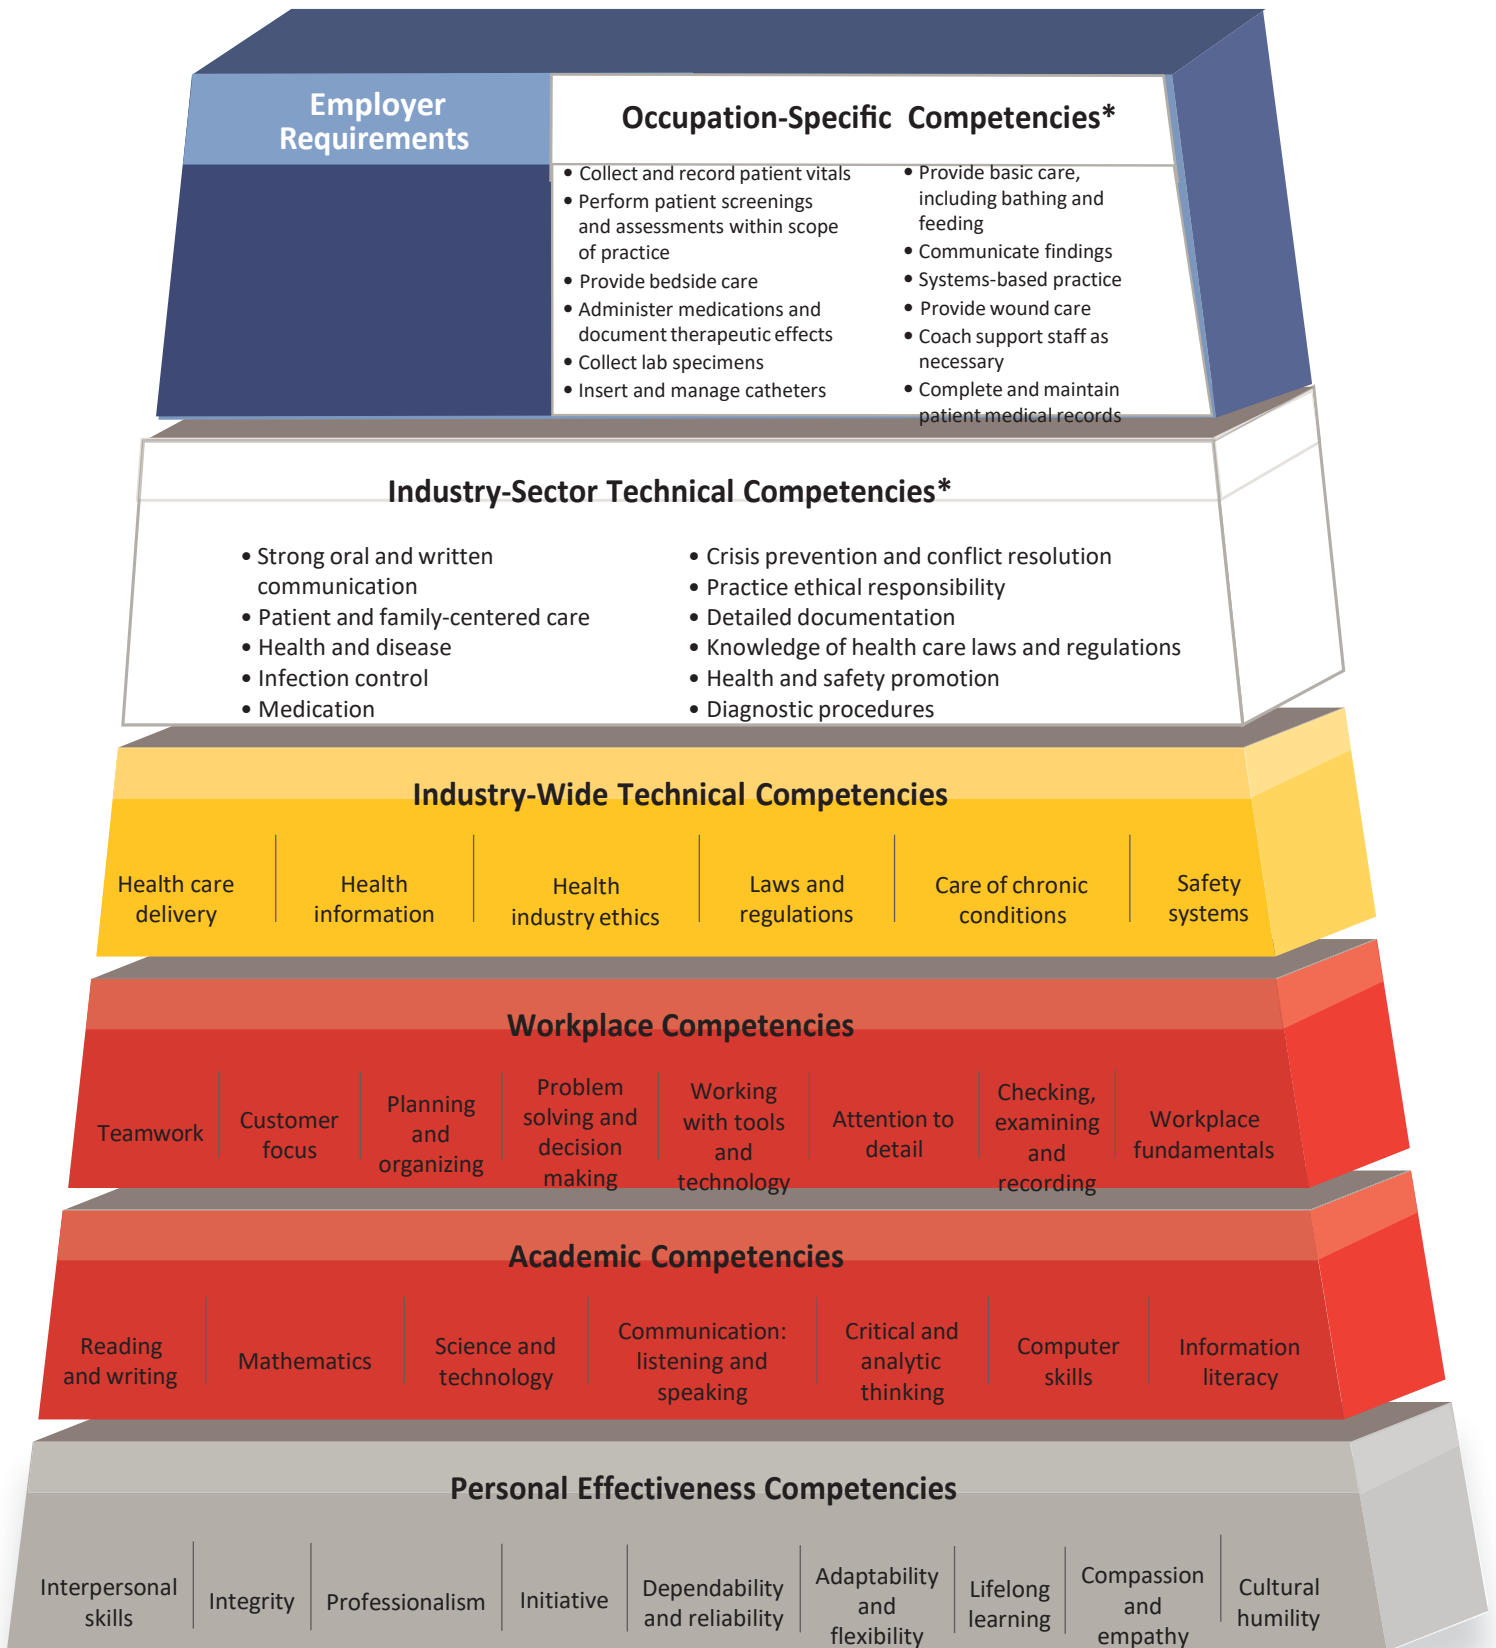 Employer
Requirements
Occupation-Specific Competencies*
• Collect and record patient vitals
• Perform patient screenings
and assessments within scope
of practice
• Provide bedside care
• Administer medications and
document therapeutic effects
• Collect lab specimens
• Insert and manage catheters
• Provide basic care,
including bathing and
feeding
• Communicate findings
• Systems-based practice
• Provide wound care
• Coach support staff as
necessary
• Complete and maintain
patient medical records
Industry-Sector Technical Competencies*
• Strong oral and written
communication
• Patient and family-centered care
• Health and disease
• Infection control
• Medication
• Crisis prevention and conflict resolution
• Practice ethical responsibility
• Detailed documentation
• Knowledge of health care laws and regulations
• Health and safety promotion
• Diagnostic procedures
Industry-Wide Technical Competencies
Health care
delivery
Health
information
Health
industry ethics
Laws and
regulations
Care of chronic
conditions
Safety
systems
Workplace Competencies
Teamwork
Customer
focus
Planning
and
organizing
Problem
solving and
decision
making
Working
with tools
and
technology
Attention to
detail
Checking,
examining
and
recording
Workplace
fundamentals
Academic Competencies
Reading
and writing
Mathematics
Science and
technology
Communication:
listening and
speaking
Critical and
analytic
thinking
Computer
skills
Information
literacy
Personal Effectiveness Competencies
Interpersonal
skills
Integrity
Professionalism
Initiative
Dependability
and reliability
Adaptability
and
flexibility
Lifelong
learning
Compassion
and
empathy
Cultural
humility